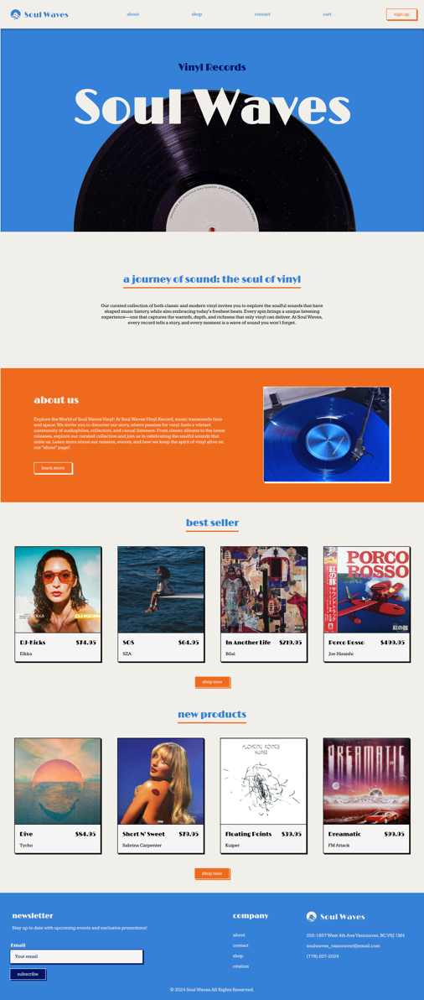 Soul Waves
about
shop
contact
cart
sign up
Vinyl Records
Soul Waves
a journey of sound: the soul of vinyl
Our curated collection of both classic and modern vinyl invites you to explore the soulful sounds that have
shaped music history, while also embracing today's freshest beats. Every spin brings a unique listening
experience—one that captures the warmth, depth, and richness that only vinyl can deliver. At Soul Waves,
every record tells a story, and every moment is a wave of sound you won't forget.
about us
Explore the World of Soul Waves Vinyl! At Soul Waves Vinyl Record, music transcends time
and space. We invite you to discover our story, where passion for vinyl fuels a vibrant
community of audiophiles, collectors, and casual listeners. From classic albums to the latest
releases, explore our curated collection and join us in celebrating the soulful sounds that
unite us. Learn more about our mission, events, and how we keep the spirit of vinyl alive on
our "about" page!
learn more
best seller
DJ-KICKS
PORCO
ROSSO
紅の豚
サウンドトラック
紅の豚
DJ-Kicks $74.95
Elkka
SOS $64.95
SZA
In Another Life $219.95
Bilal
Porco Rosso $499.95
Joe Hisaishi
shop now
new products
FLOATING POINTS
KUIPER
DREAMATIC
Dive $84.95
Tycho
Short N' Sweet $79.95
Sabrina Carpenter
Floating Points $39.95
Kuiper
Dreamatic $99.95
FM Attack
shop now
newsletter
Stay up to date with upcoming events and exclusive promotions!
Email
Your email
subscribe
company
about
contact
shop
citation
Soul Waves
202-1857 West 4th Ave Vancouver, BC V6J 1M4
soulwaves_vancouver@email.com
(778) 207-2024
© 2024 Soul Waves All Rights Reserved.